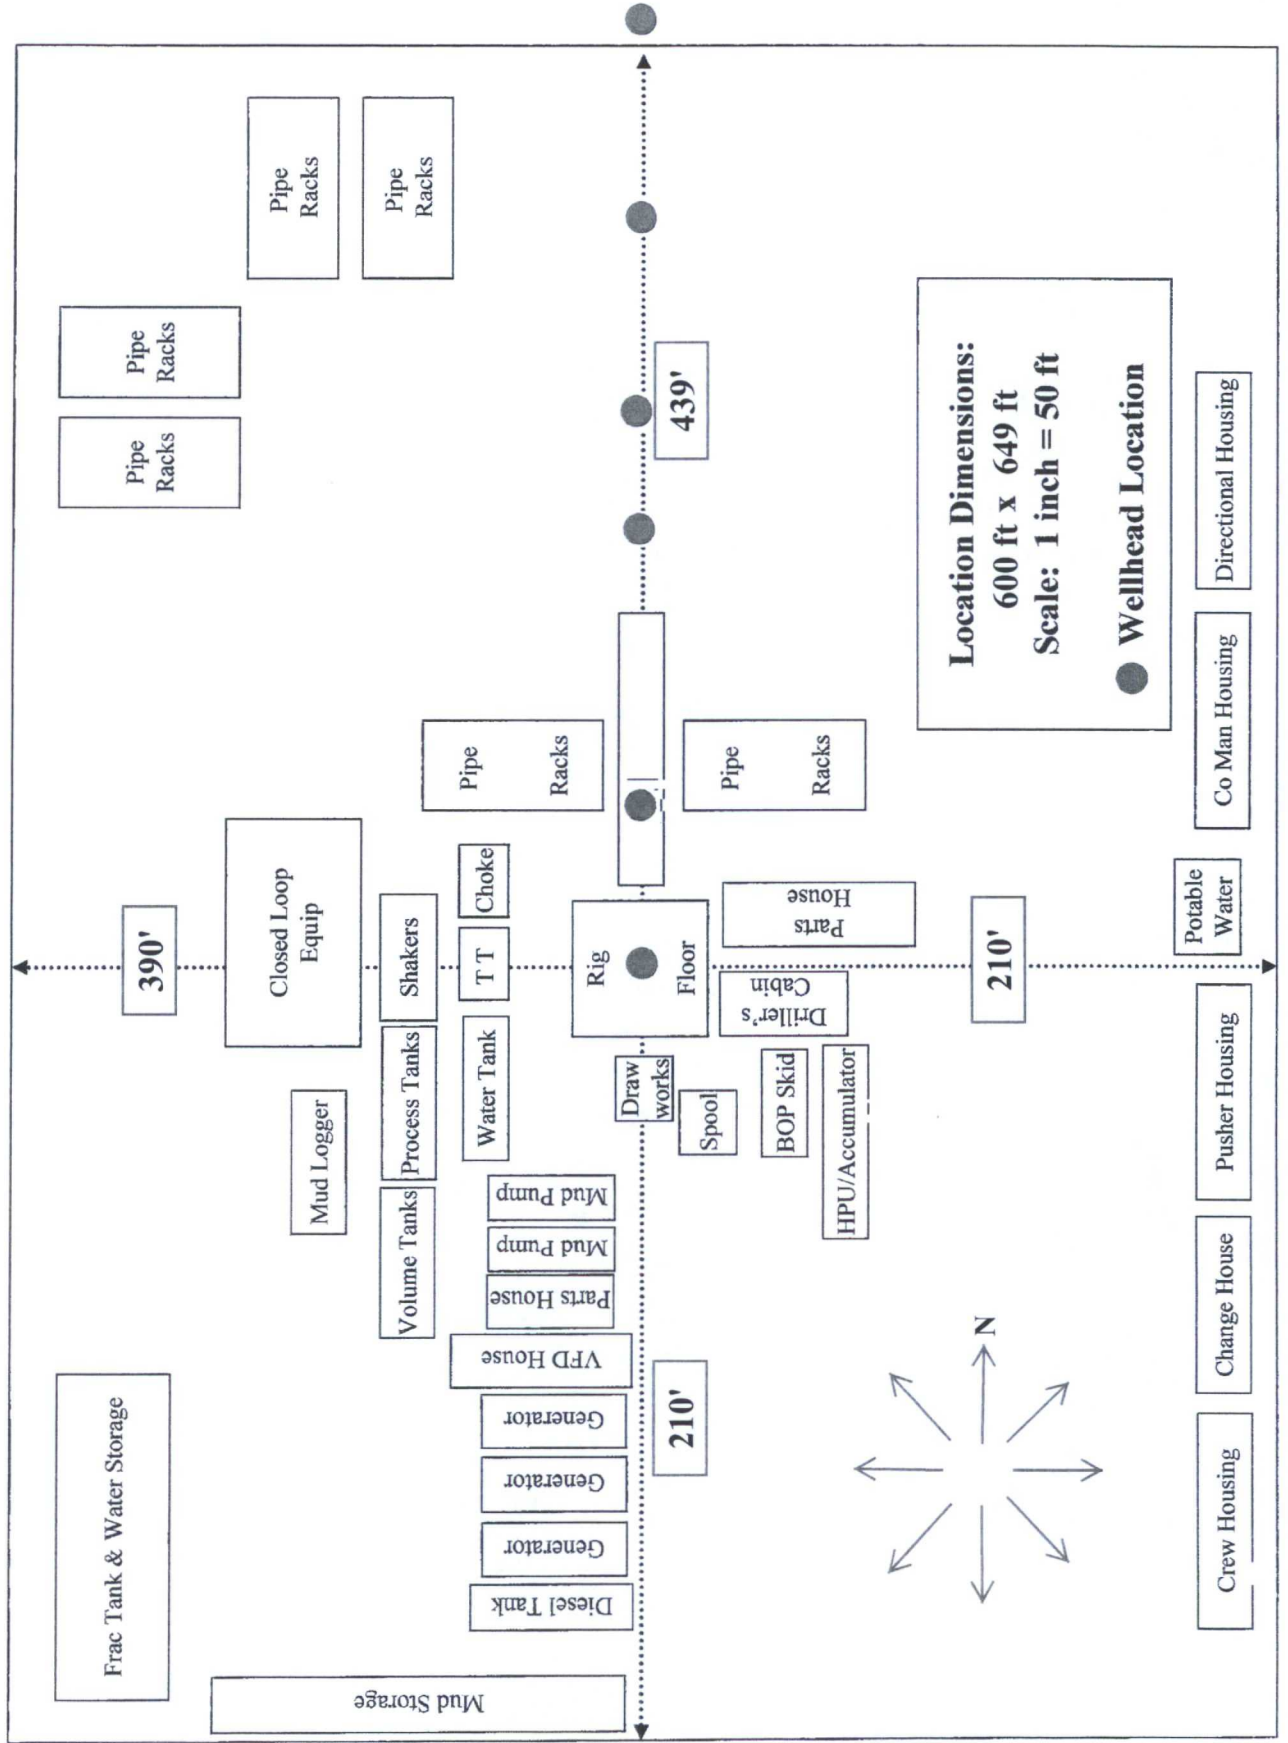 Frac Tank & Water Storage
Pipe
Racks
Pipe
Racks
Pipe
Racks
Pipe
Racks
390'
Closed Loop
Equip
Mud Logger
Volume Tanks
Process Tanks
Shakers
Mud Storage
Water Tank
T T
Choke
Pipe
Racks
Diesel Tank
Generator
Generator
Generator
VFD House
Parts House
Mud Pump
Mud Pump
Draw
works
Rig
Floor
210'
439'
Spool
Driller's
Cabin
Parts
House
Pipe
Racks
BOP Skid
HPU/Accumulator
N
210'
Location Dimensions:
600 ft x 649 ft
Scale: 1 inch = 50 ft
Wellhead Location
Potable
Water
Crew Housing
Change House
Pusher Housing
Co Man Housing
Directional Housing